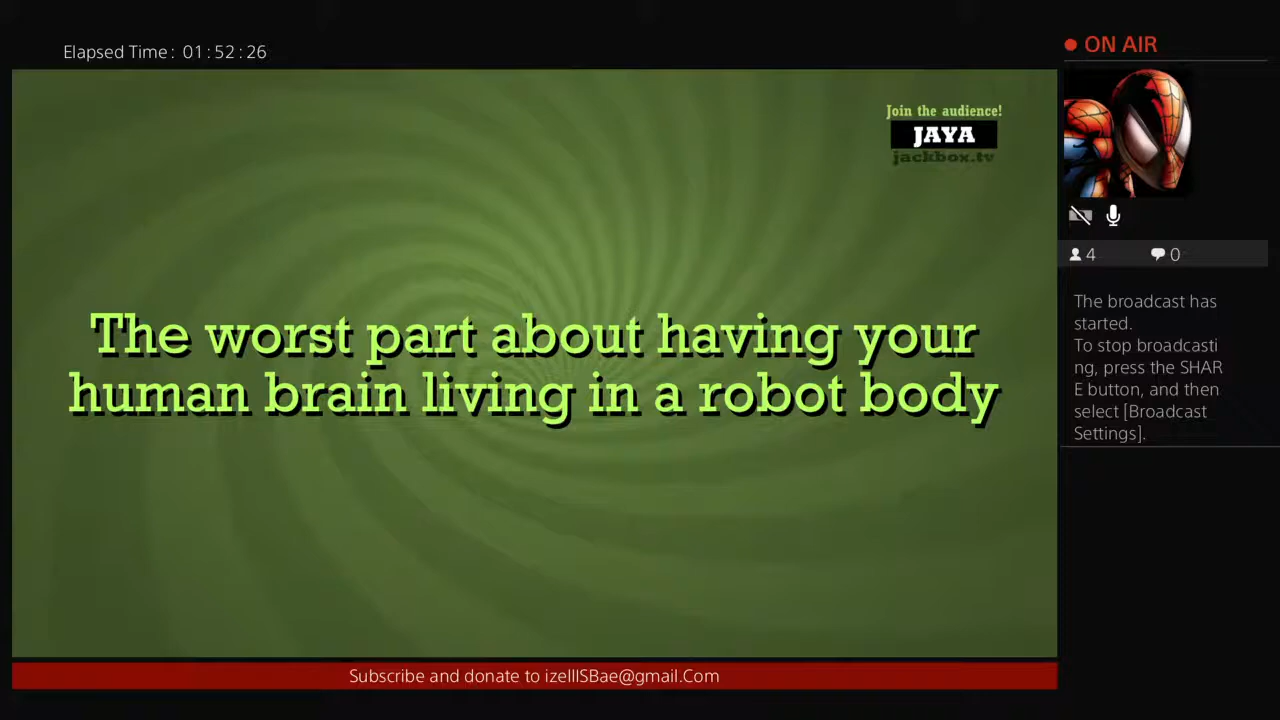 Elapsed Time: 01:52:26
ON AIR
Join the audience!
JAYA
jackbox.tv
4
0
The broadcast has
started.
To stop broadcasti
ng, press the SHAR
E button, and then
select [Broadcast
Settings].
The worst part about having your
human brain living in a robot body
Subscribe and donate to izellISBae@gmail.Com